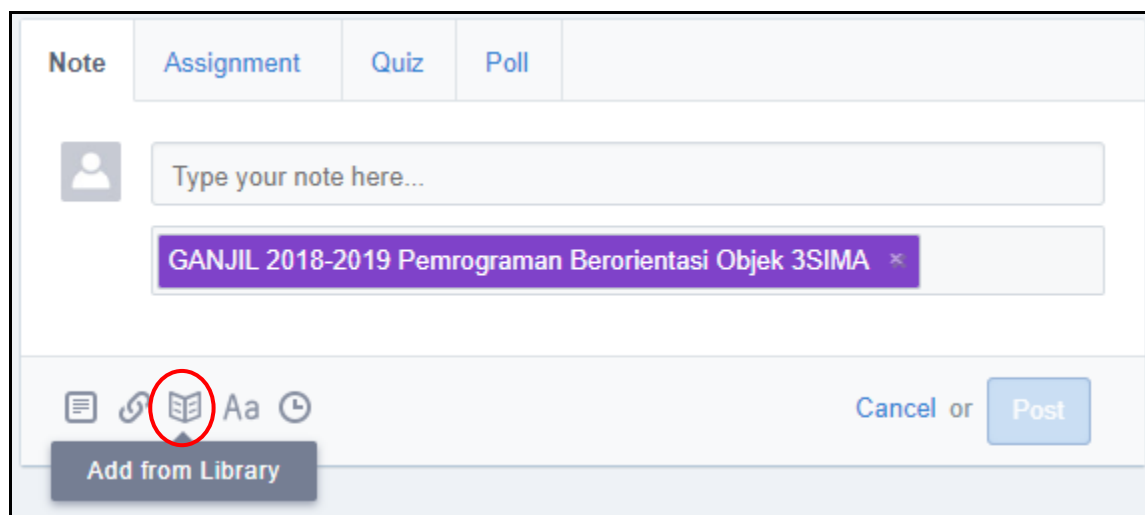 Note Assignment Quiz Poll
Type your note here...
GANJIL 2018-2019 Pemrograman Berorientasi Objek 3SIMA ×
Aa Cancel or Post
Add from Library